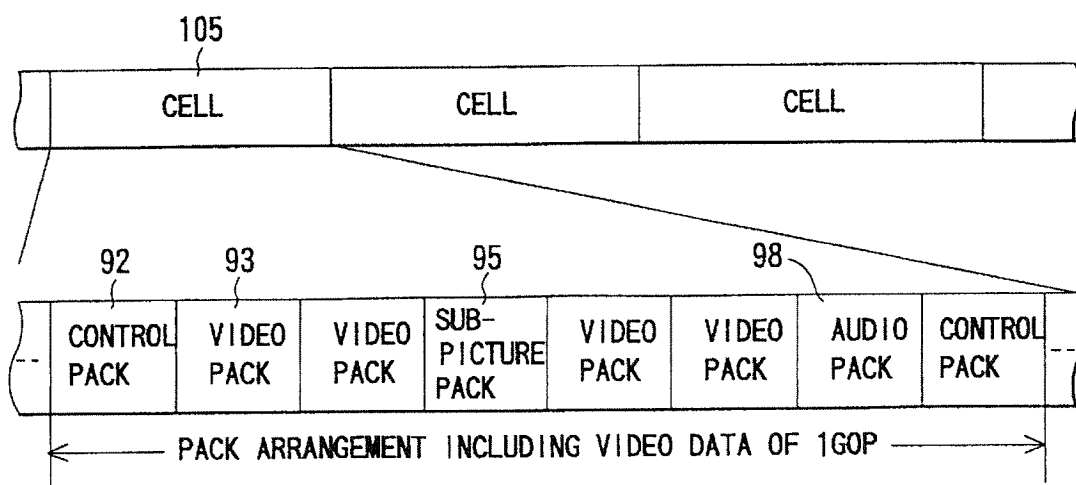 105
CELL CELL CELL
92 93 95 98
CONTROL PACK
VIDEO PACK
VIDEO PACK
SUB-PICTURE PACK
VIDEO PACK
VIDEO PACK
AUDIO PACK
CONTROL PACK
PACK ARRANGEMENT INCLUDING VIDEO DATA OF 1GOP